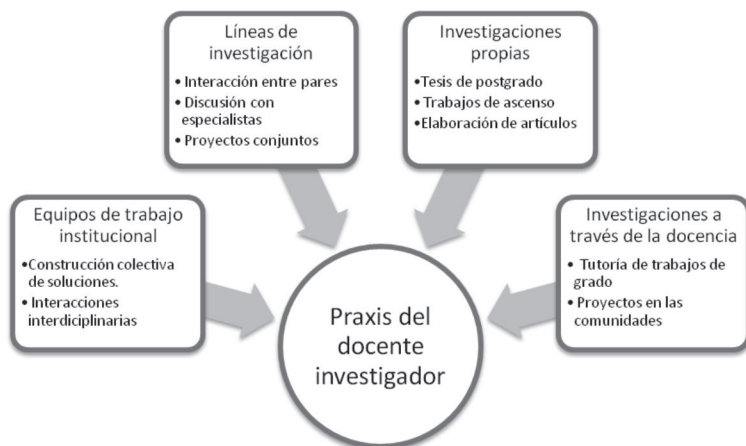 Líneas de
investigación
• Interacción entre pares
• Discusión con
especialistas
• Proyectos conjuntos
Investigaciones
propias
•Tesis de postgrado
• Trabajos de ascenso
•Elaboración de artículos
Equipos de trabajo
institucional
•Construcción colectiva
de soluciones.
• Interacciones
interdiciplinarias
Investigaciones a
través de la docencia
• Tutoría de trabajos de
grado
• Proyectos en las
comunidades
Praxis del
docente
investigador